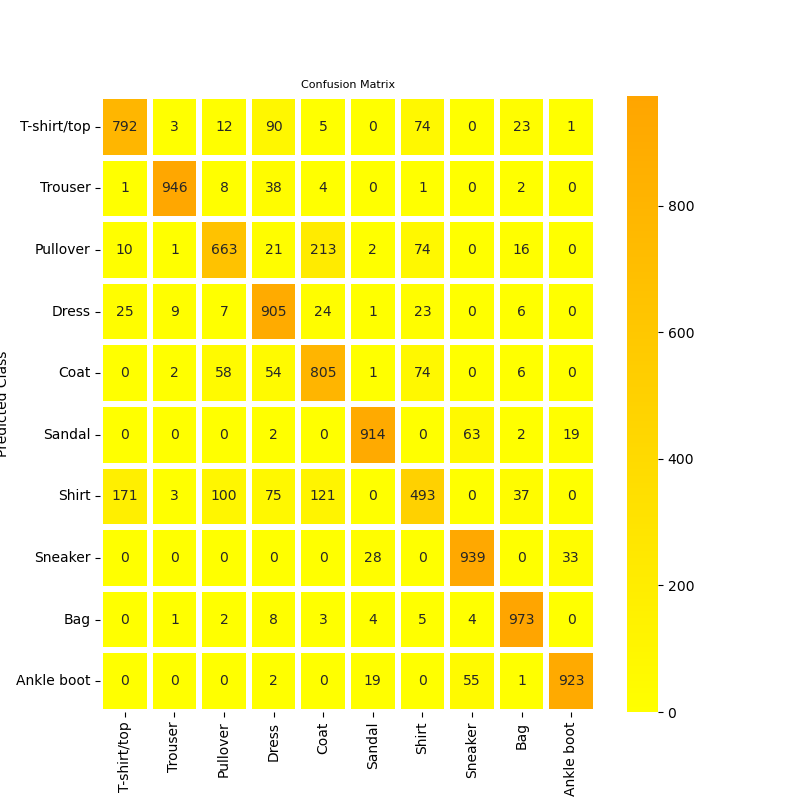 Confusion Matrix
T-shirt/top 792 3 12 90 5 0 74 0 23 1
Trouser 1 946 8 38 4 0 1 0 2 0
800
Pullover 10 1 663 21 213 2 74 0 16 0
Dress 25 9 7 905 24 1 23 0 6 0
600
Predicted Class
Coat 0 2 58 54 805 1 74 0 6 0
Sandal 0 0 0 2 0 914 0 63 2 19
400
Shirt 171 3 100 75 121 0 493 0 37 0
Sneaker 0 0 0 0 0 28 0 939 0 33
200
Bag 0 1 2 8 3 4 5 4 973 0
Ankle boot 0 0 0 2 0 19 0 55 1 923
0
T-shirt/top
Trouser
Pullover
Dress
Coat
Sandal
Shirt
Sneaker
Bag
Ankle boot